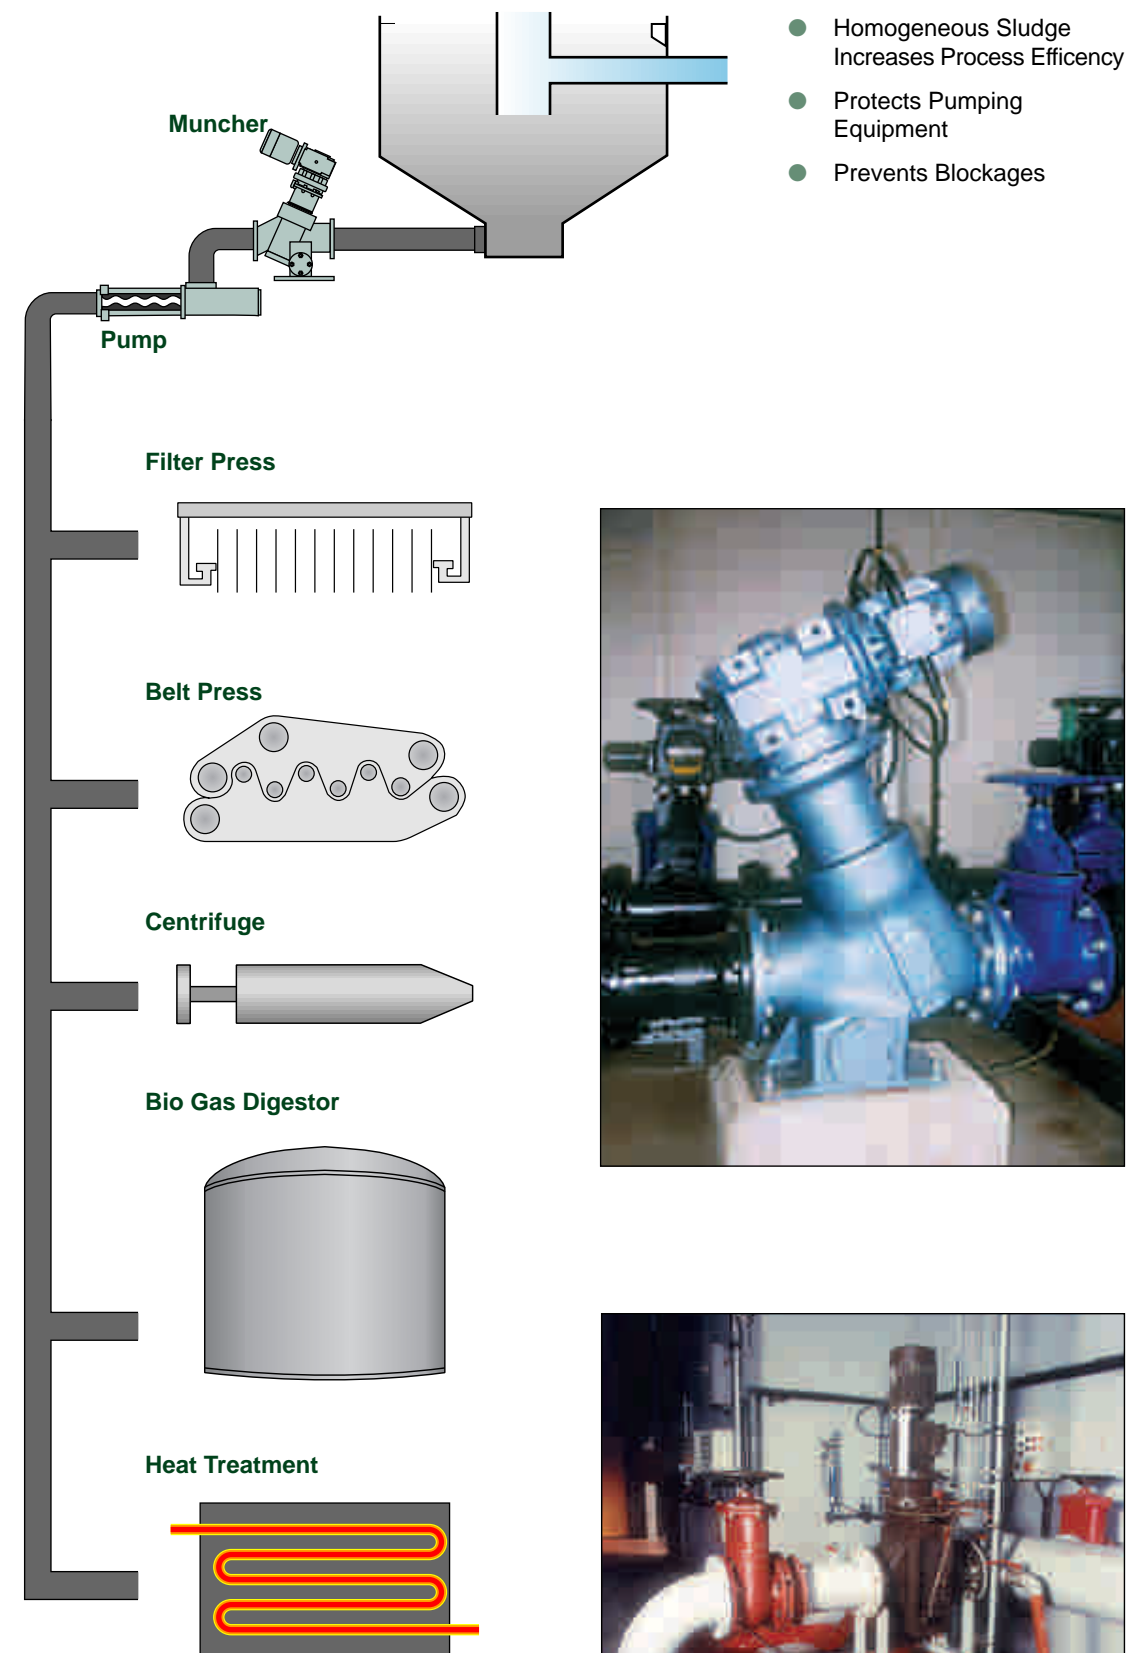 Homogeneous Sludge
Increases Process Efficency
Protects Pumping
Equipment
Prevents Blockages
Muncher
Pump
Filter Press
Belt Press
Centrifuge
Bio Gas Digestor
Heat Treatment